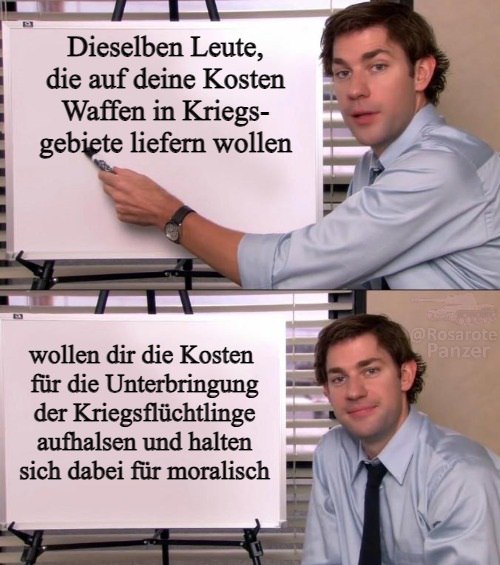 Dieselben Leute,
die auf deine Kosten
Waffen in Kriegs-
gebiete liefern wollen
@Rosarote
Panzer
wollen dir die Kosten
für die Unterbringung
der Kriegsflüchtlinge
aufhalsen und halten
sich dabei für moralisch